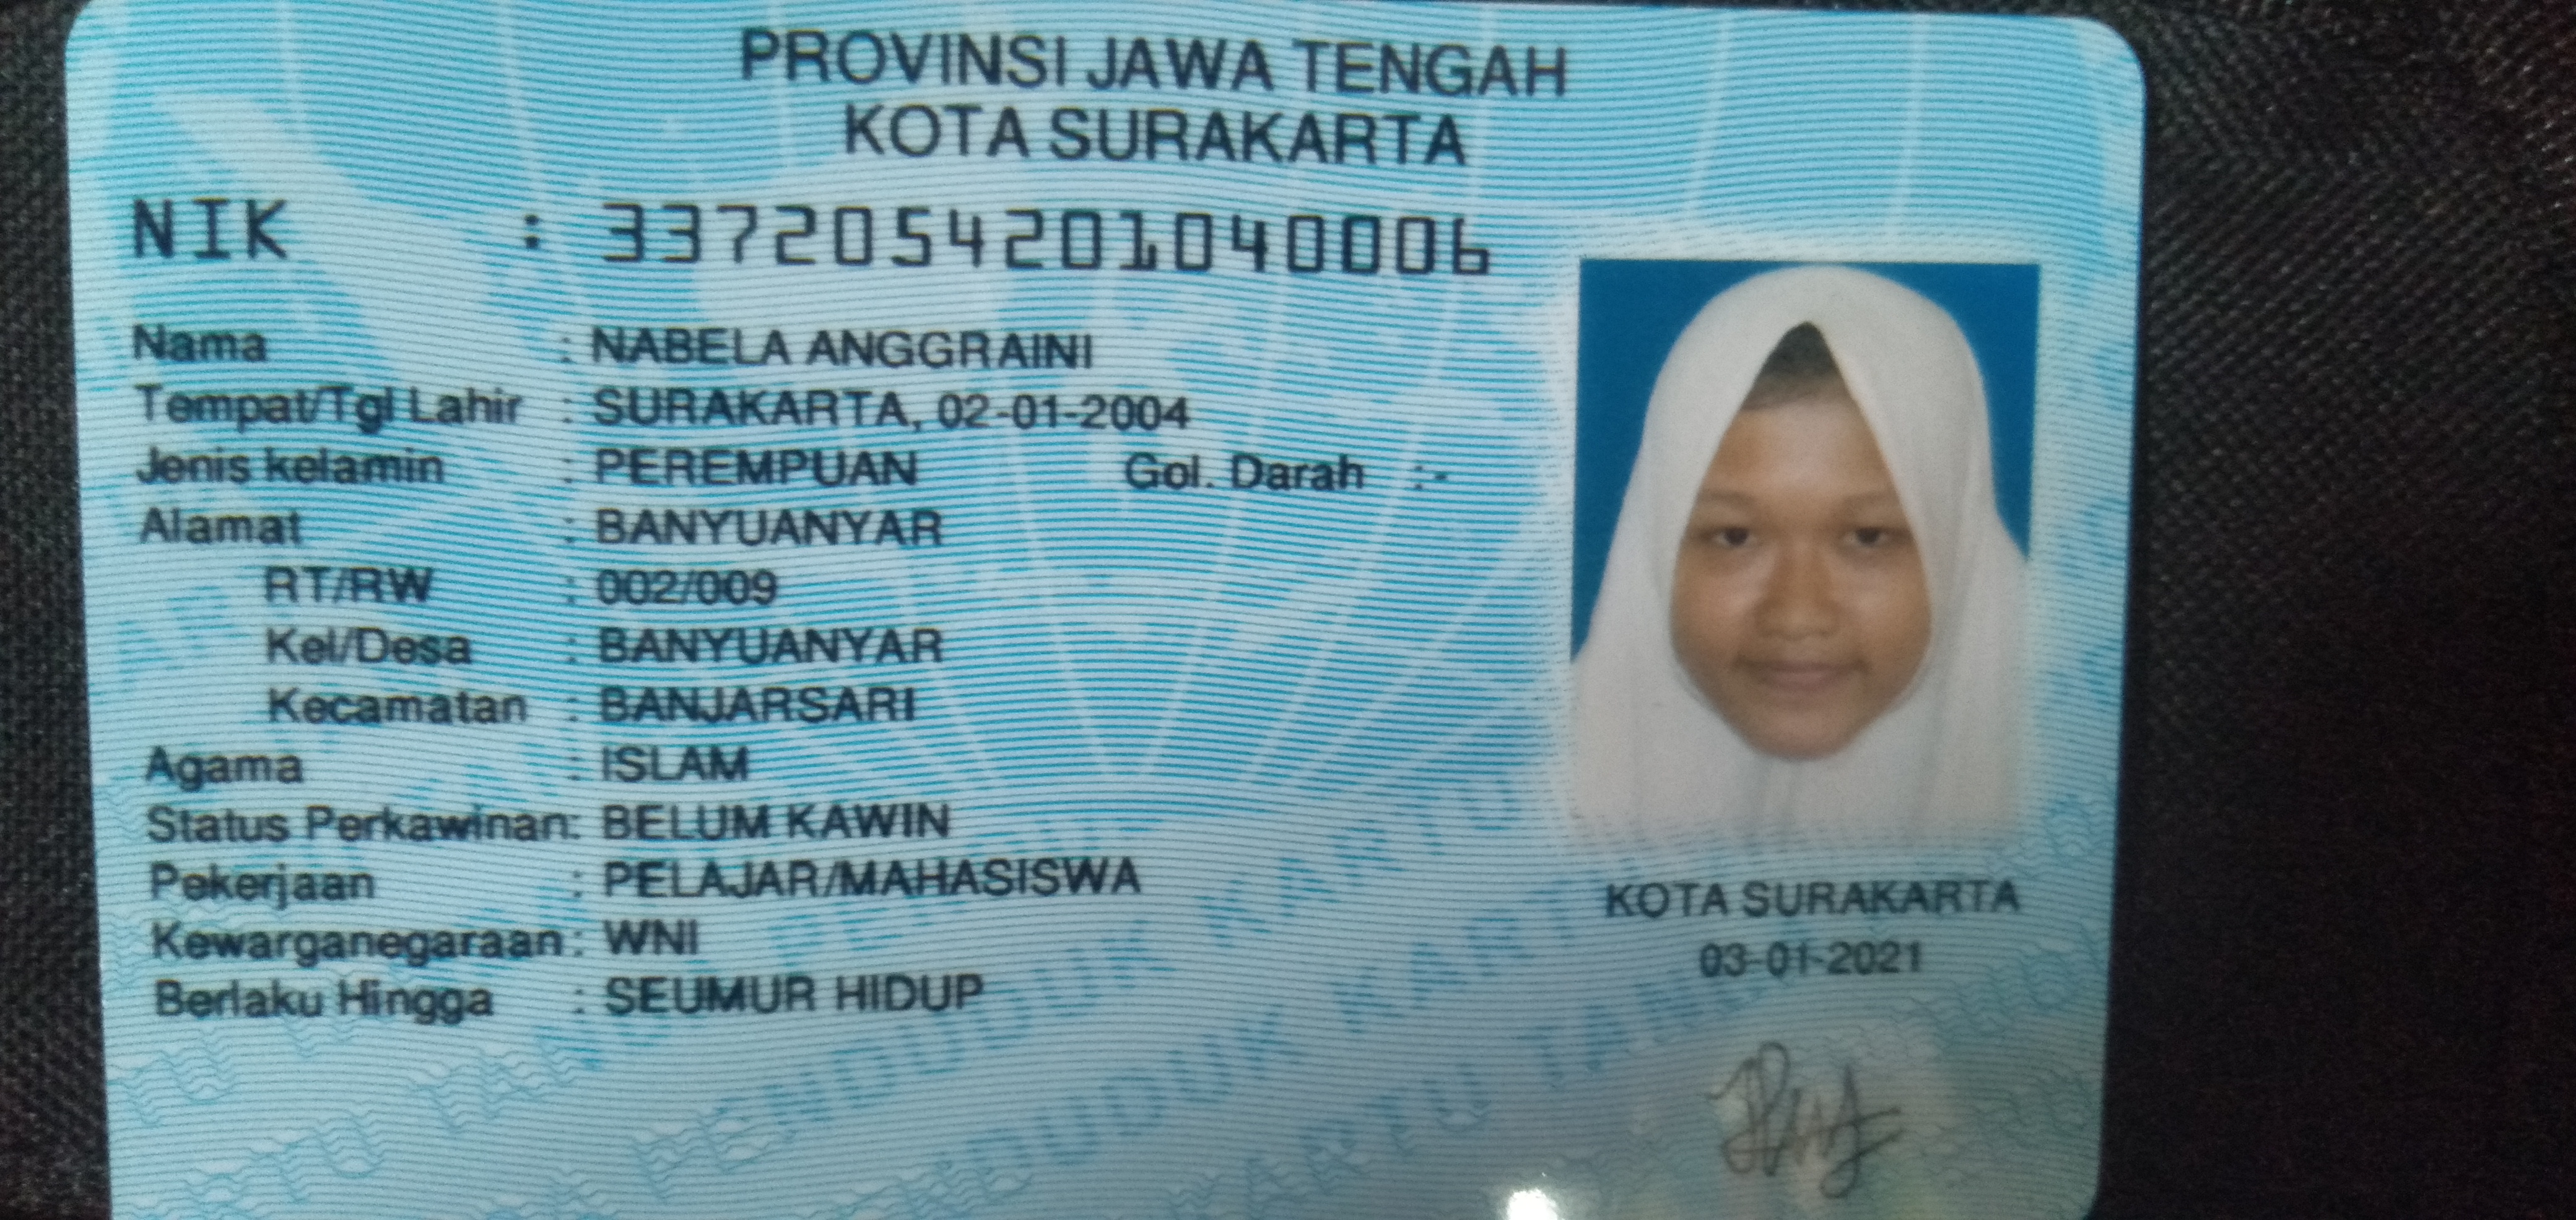 PROVINSI JAWA TENGAH
KOTA SURAKARTA
NIK : 3372054201040006
Nama : NABELA ANGGRAINI
Tempat/Tgl Lahir : SURAKARTA, 02-01-2004
Jenis kelamin : PEREMPUAN Gol. Darah :-
Alamat : BANYUANYAR
RT/RW : 002/009
Kel/Desa : BANYUANYAR
Kecamatan : BANJARSARI
Agama : ISLAM
Status Perkawinan: BELUM KAWIN
Pekerjaan : PELAJAR/MAHASISWA
Kewarganegaraan: WNI
Berlaku Hingga : SEUMUR HIDUP
KOTA SURAKARTA
03-01-2021